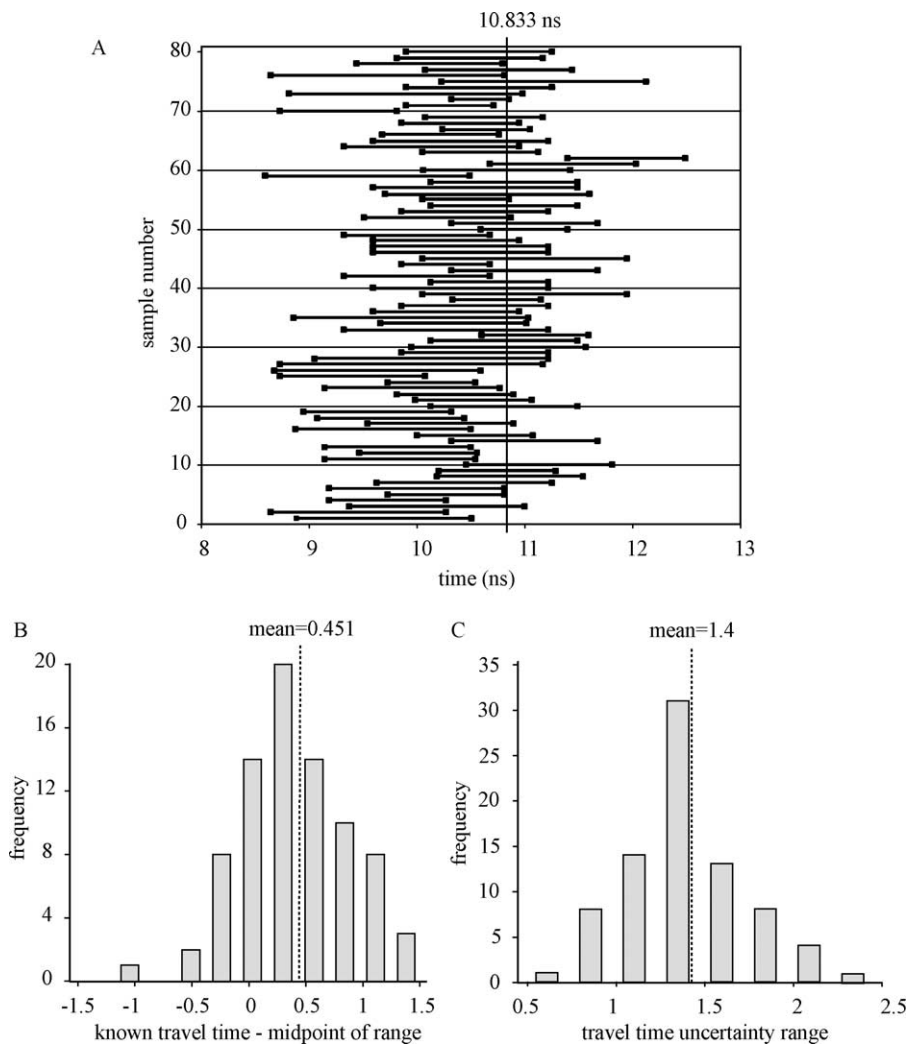 10.833 ns
A
80
70
60
50
40
30
20
10
0
sample number
8 9 10 11 12 13
time (ns)
B
mean=0.451
20
16
12
8
4
0
frequency
-1.5 -1 -0.5 0 0.5 1 1.5
known travel time - midpoint of range
C
mean=1.4
35
30
25
20
15
10
5
0
frequency
0.5 1 1.5 2 2.5
travel time uncertainty range